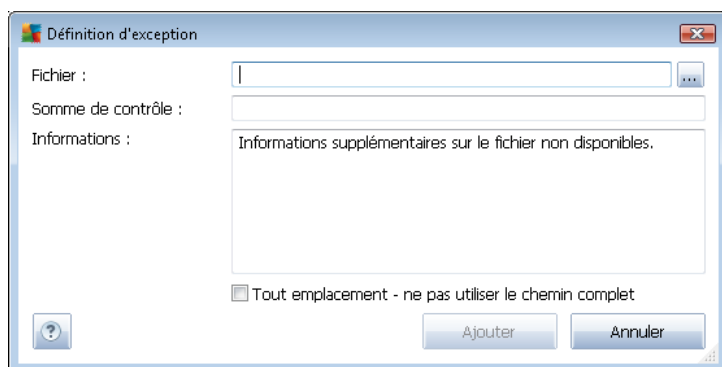 Définition d'exception
Fichier :
...
Somme de contrôle :
Informations :
Informations supplémentaires sur le fichier non disponibles.
Tout emplacement - ne pas utiliser le chemin complet
?
Ajouter
Annuler